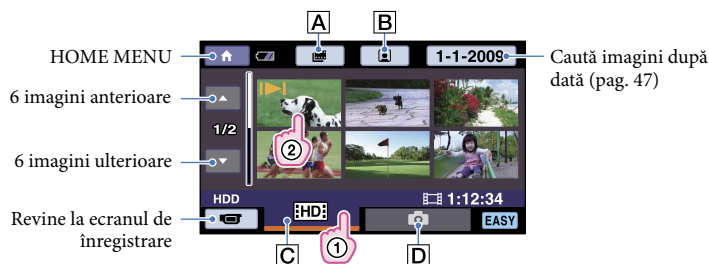 A
B
HOME MENU
1-1-2009
Caută imagini după
dată (pag. 47)
6 imagini anterioare
1/2
②
6 imagini ulterioare
HDD
1:12:34
Revine la ecranul de
înregistrare
HD
EASY
C
①
D